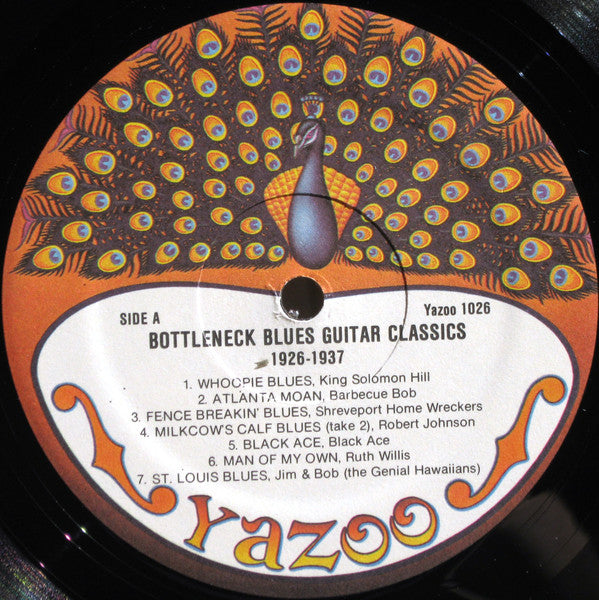 SIDE A
Yazoo 1026
BOTTLENECK BLUES GUITAR CLASSICS
1926-1937
1. WHOOPIE BLUES, King Solomon Hill
2. ATLANTA MOAN, Barbecue Bob
3. FENCE BREAKIN' BLUES, Shreveport Home Wreckers
4. MILKCOW'S CALF BLUES (take 2), Robert Johnson
5. BLACK ACE, Black Ace
6. MAN OF MY OWN, Ruth Willis
7. ST. LOUIS BLUES, Jim & Bob (the Genial Hawaiians)
Yazoo